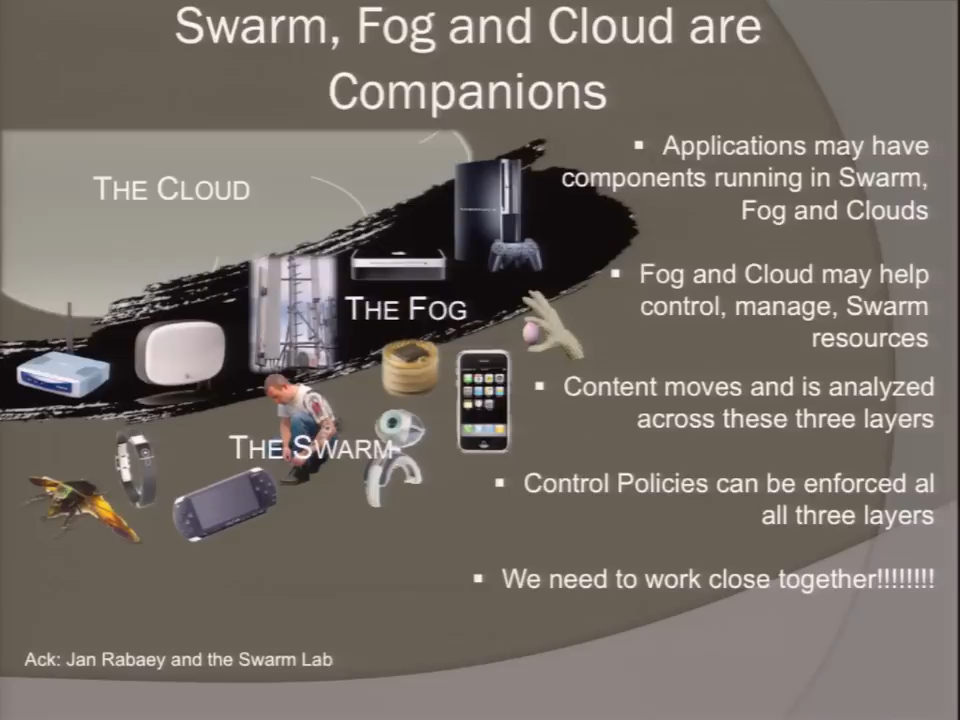 Swarm, Fog and Cloud are
Companions
THE CLOUD
THE FOG
THE SWARM
▪ Applications may have
components running in Swarm,
Fog and Clouds
▪ Fog and Cloud may help
control, manage, Swarm
resources
▪ Content moves and is analyzed
across these three layers
▪ Control Policies can be enforced al
all three layers
▪ We need to work close together!!!!!!!!
Ack: Jan Rabaey and the Swarm Lab